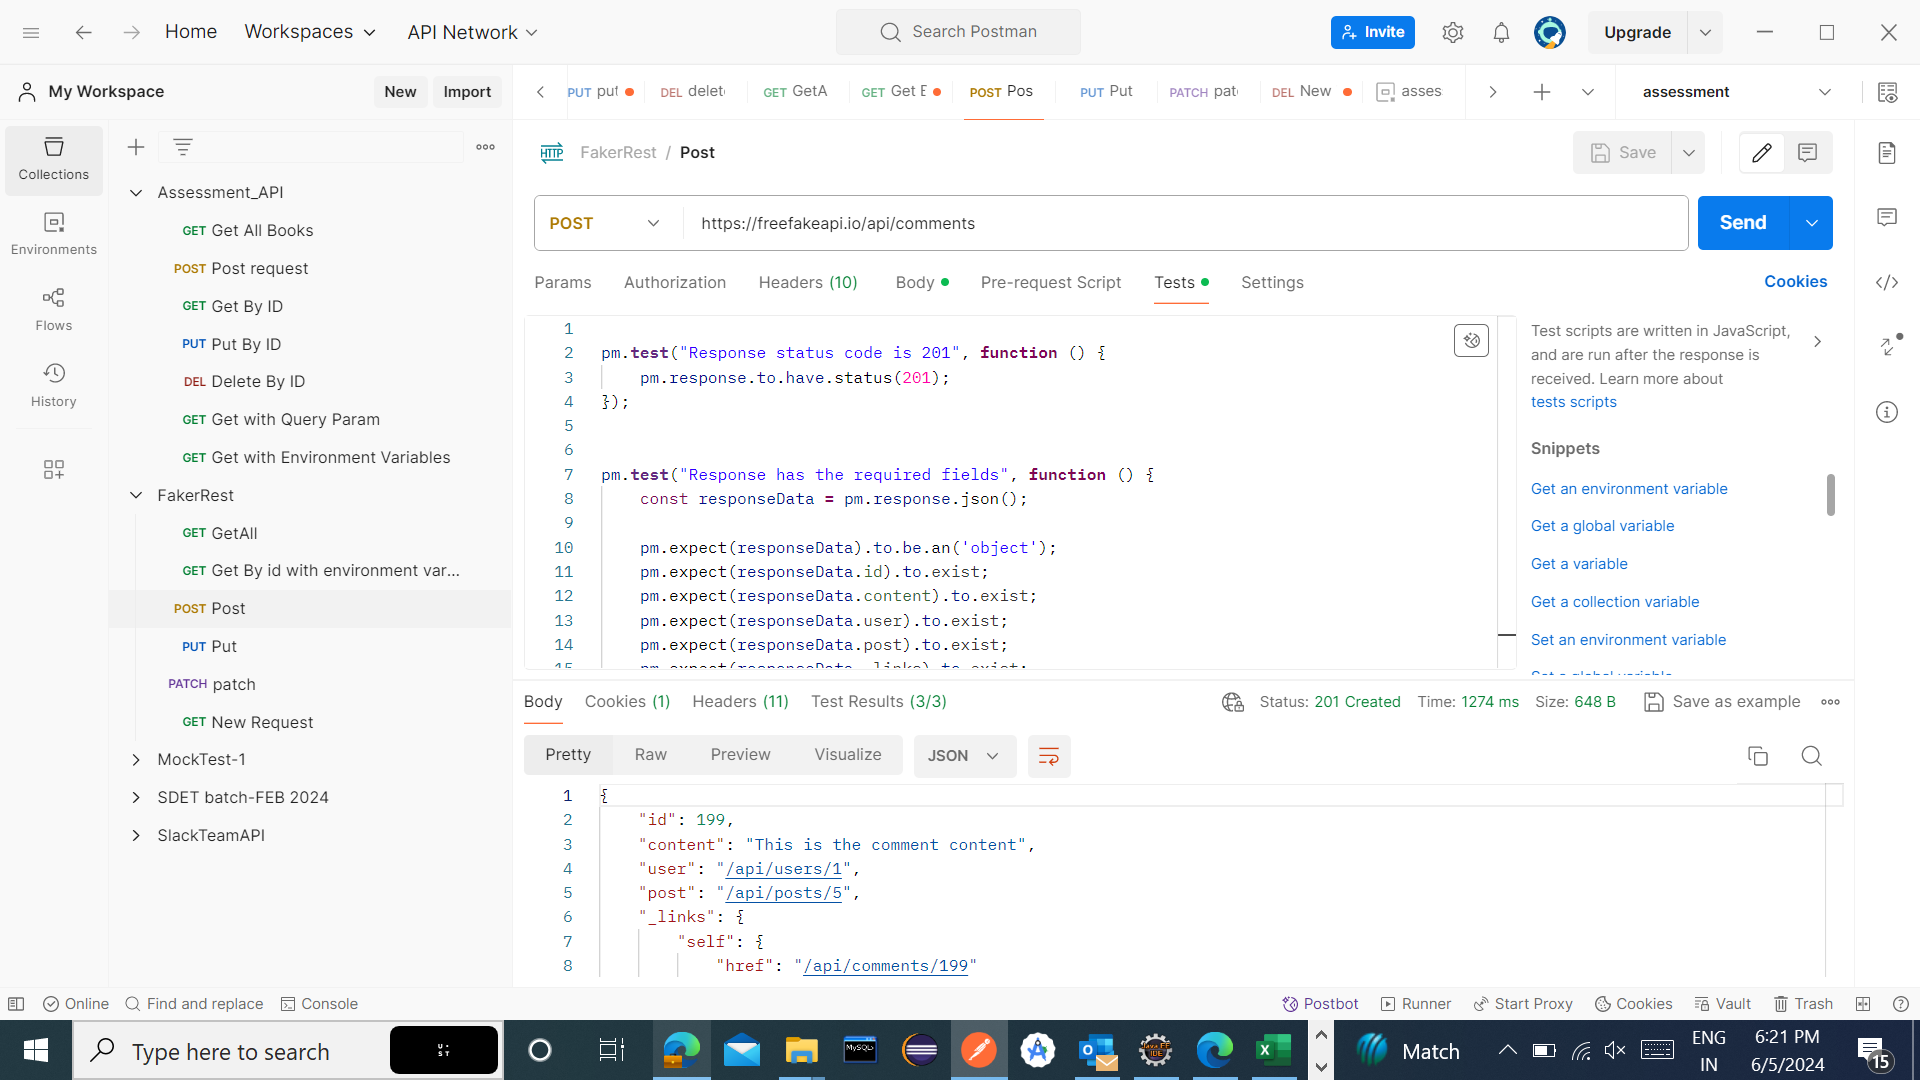 Home
Workspaces
API Network
Search Postman
Invite
Upgrade
My Workspace
New
Import
PUT put
DEL delet
GET GetA
GET Get E
POST Pos
PUT Put
PATCH pat
DEL New
asses
assessment
Collections
Environments
Flows
History
Assessment_API
GET Get All Books
POST Post request
GET Get By ID
PUT Put By ID
DEL Delete By ID
GET Get with Query Param
GET Get with Environment Variables
FakerRest
GET GetAll
GET Get By id with environment var...
POST Post
PUT Put
PATCH patch
GET New Request
MockTest-1
SDET batch-FEB 2024
SlackTeamAPI
HTTP FakerRest / Post
Save
POST
https://freefakeapi.io/api/comments
Send
Params
Authorization
Headers (10)
Body
Pre-request Script
Tests
Settings
Cookies
1
2 pm.test("Response status code is 201", function () {
3 pm.response.to.have.status(201);
4 });
5
6
7 pm.test("Response has the required fields", function () {
8 const responseData = pm.response.json();
9
10 pm.expect(responseData).to.be.an('object');
11 pm.expect(responseData.id).to.exist;
12 pm.expect(responseData.content).to.exist;
13 pm.expect(responseData.user).to.exist;
14 pm.expect(responseData.post).to.exist;
15 pm.expect(responseData._links).to.exist;
Test scripts are written in JavaScript,
and are run after the response is
received. Learn more about
tests scripts
Snippets
Get an environment variable
Get a global variable
Get a variable
Get a collection variable
Set an environment variable
Set a global variable
Body
Cookies (1)
Headers (11)
Test Results (3/3)
Status: 201 Created
Time: 1274 ms
Size: 648 B
Save as example
Pretty
Raw
Preview
Visualize
JSON
1 {
2 "id": 199,
3 "content": "This is the comment content",
4 "user": "/api/users/1",
5 "post": "/api/posts/5",
6 "_links": {
7 "self": {
8 "href": "/api/comments/199"
Online
Find and replace
Console
Postbot
Runner
Start Proxy
Cookies
Vault
Trash
Type here to search
U·
ST
MySQL
Java EE
IDE
Match
ENG
IN
6:21 PM
6/5/2024
15